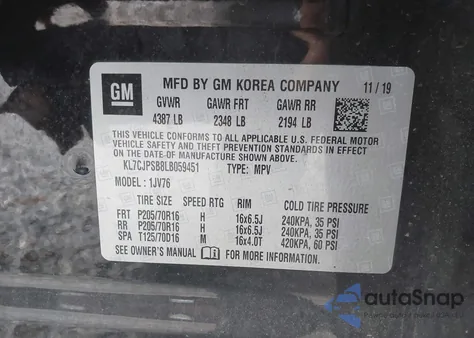 GM
MFD BY GM KOREA COMPANY 11/19
GVWR GAWR FRT GAWR RR
4387 LB 2348 LB 2194 LB
THIS VEHICLE CONFORMS TO ALL APPLICABLE U.S. FEDERAL MOTOR
VEHICLE SAFETY AND THEFT PREVENTION STANDARDS IN EFFECT ON
THE DATE OF MANUFACTURE SHOWN ABOVE.
KL7CJPSB8LB059451 TYPE: MPV
MODEL: 1JV76
TIRE SIZE SPEED RTG RIM COLD TIRE PRESSURE
FRT P205/70R16 H 16x6.5J 240KPA, 35 PSI
RR P205/70R16 H 16x6.5J 240KPA, 35 PSI
SPA T125/70D16 M 16x4.0T 420KPA, 60 PSI
SEE OWNER'S MANUAL FOR MORE INFORMATION.
autoSnap